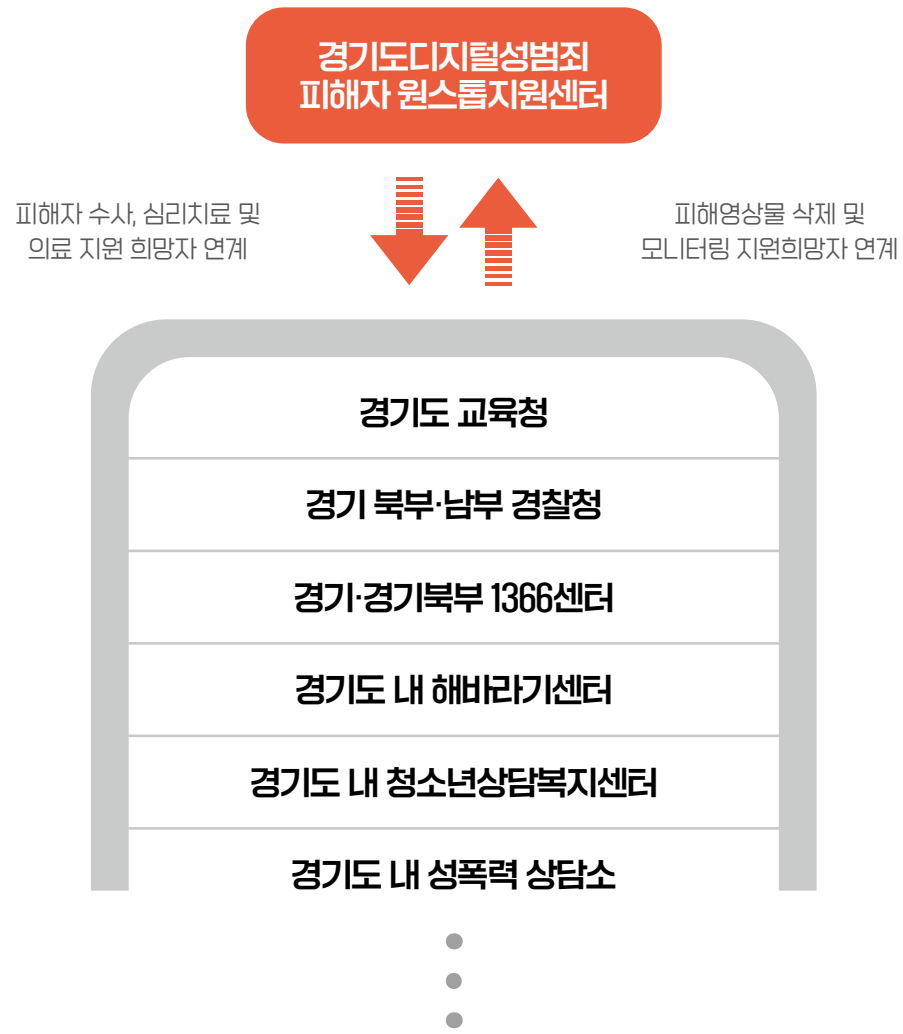 경기도디지털성범죄
피해자 원스톱지원센터
피해자 수사, 심리치료 및
의료 지원 희망자 연계
피해영상물 삭제 및
모니터링 지원희망자 연계
경기도 교육청
경기 북부·남부 경찰청
경기·경기북부 1366센터
경기도 내 해바라기센터
경기도 내 청소년상담복지센터
경기도 내 성폭력 상담소